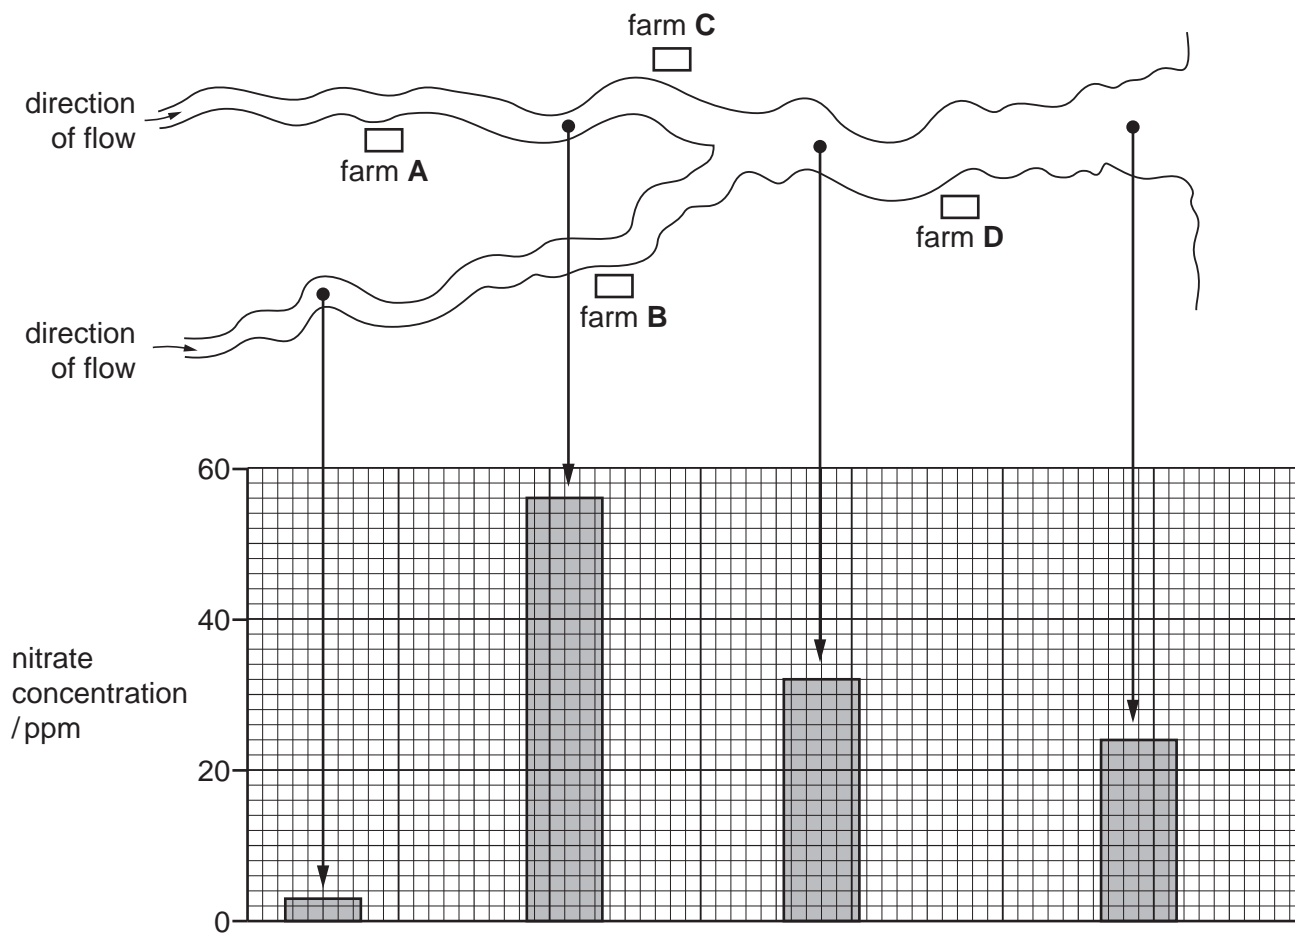 farm C
direction
of flow
farm A
farm D
farm B
direction
of flow
60
40
nitrate
concentration
/ ppm
20
0